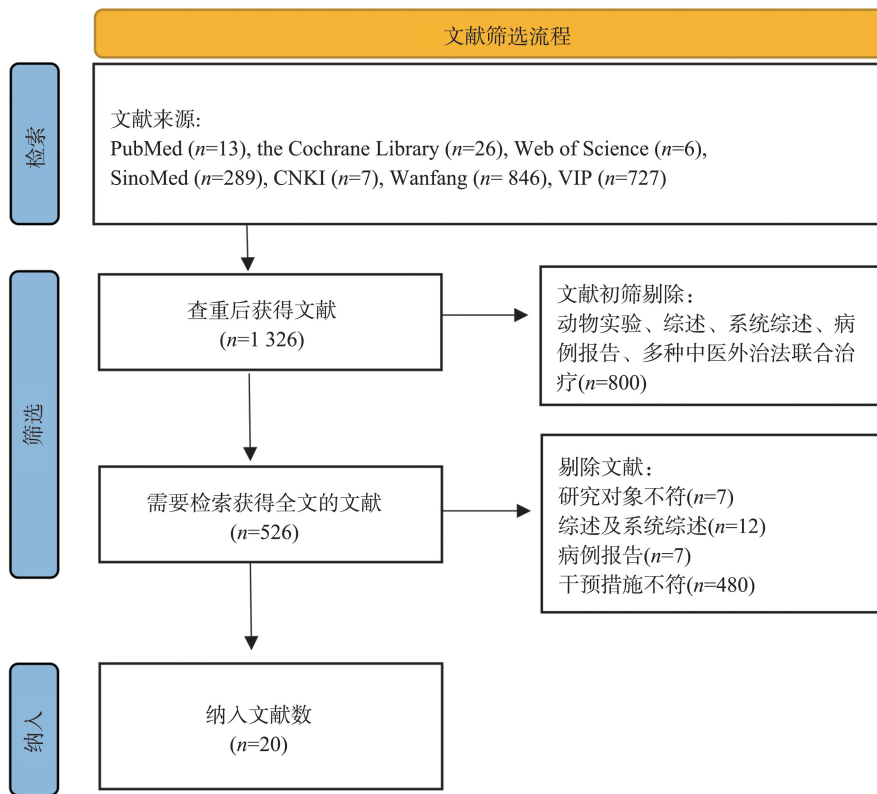 文献筛选流程
检索
文献来源:
PubMed (n=13), the Cochrane Library (n=26), Web of Science (n=6),
SinoMed (n=289), CNKI (n=7), Wanfang (n= 846), VIP (n=727)
筛选
查重后获得文献
(n=1 326)
文献初筛剔除：
动物实验、综述、系统综述、病
例报告、多种中医外治法联合治
疗(n=800)
需要检索获得全文的文献
(n=526)
剔除文献：
研究对象不符(n=7)
综述及系统综述(n=12)
病例报告(n=7)
干预措施不符(n=480)
纳入
纳入文献数
(n=20)